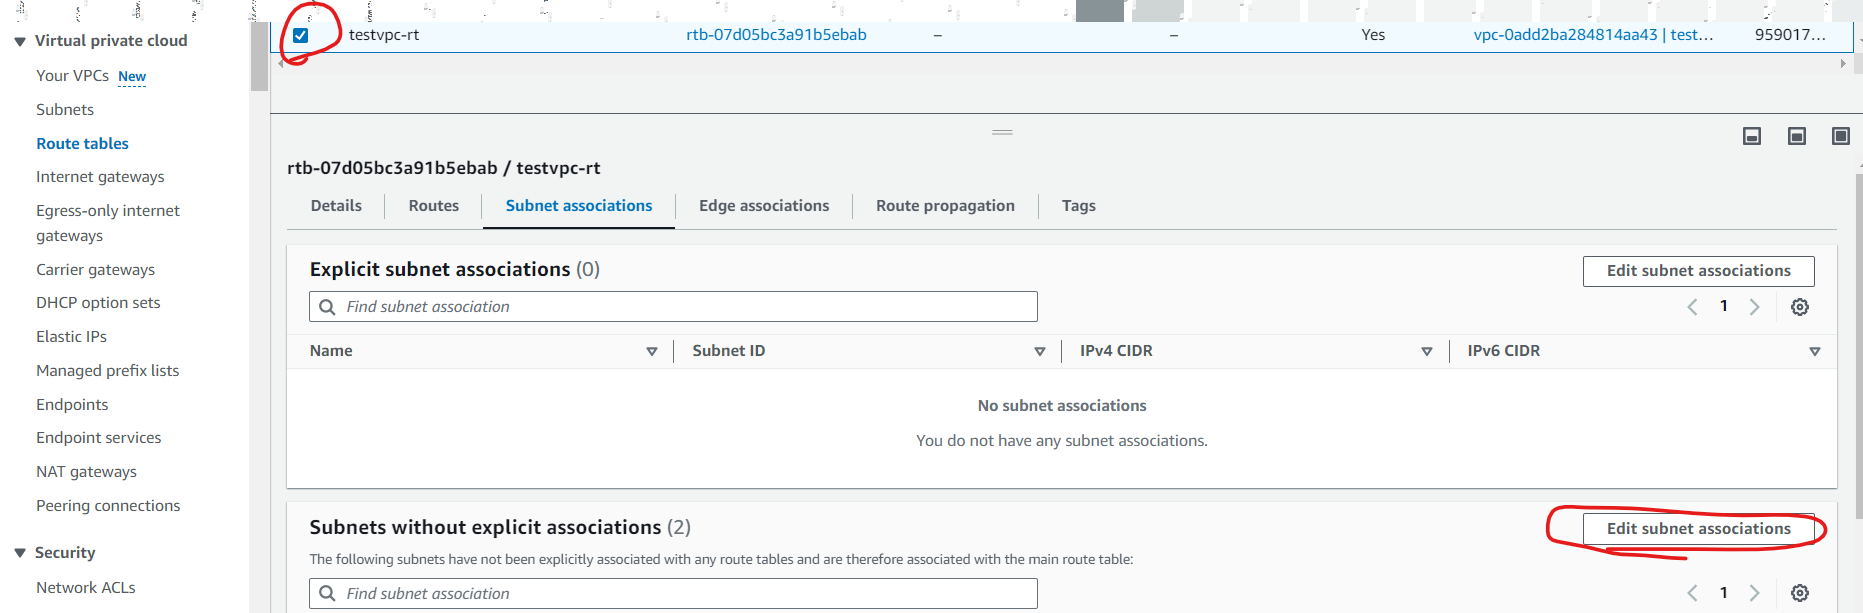 Virtual private cloud
Your VPCs New
Subnets
Route tables
Internet gateways
Egress-only internet
gateways
Carrier gateways
DHCP option sets
Elastic IPs
Managed prefix lists
Endpoints
Endpoint services
NAT gateways
Peering connections
Security
Network ACLs
testvpc-rt rtb-07d05bc3a91b5ebab – – Yes vpc-0add2ba284814aa43 | test… 959017…
rtb-07d05bc3a91b5ebab / testvpc-rt
Details Routes Subnet associations Edge associations Route propagation Tags
Explicit subnet associations (0) Edit subnet associations
Find subnet association 1
Name Subnet ID IPv4 CIDR IPv6 CIDR
No subnet associations
You do not have any subnet associations.
Subnets without explicit associations (2) Edit subnet associations
The following subnets have not been explicitly associated with any route tables and are therefore associated with the main route table:
Find subnet association 1